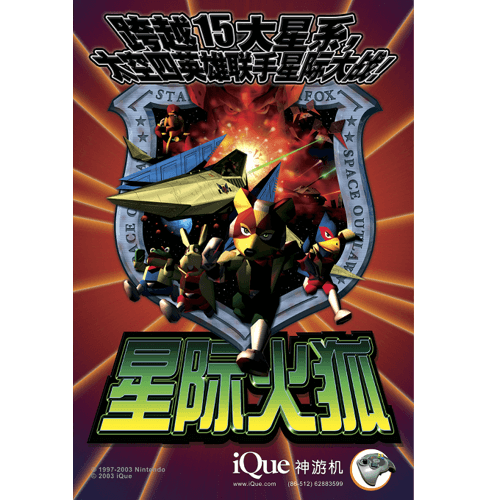 跨越15大星系，
太空四英雄联手星际大战！
STAR FOX
SPACE OUTLAW
星际火狐
© 1997-2003 Nintendo
© 2003 iQue
iQue 神游机
www.iQue.com (86-512) 62883599